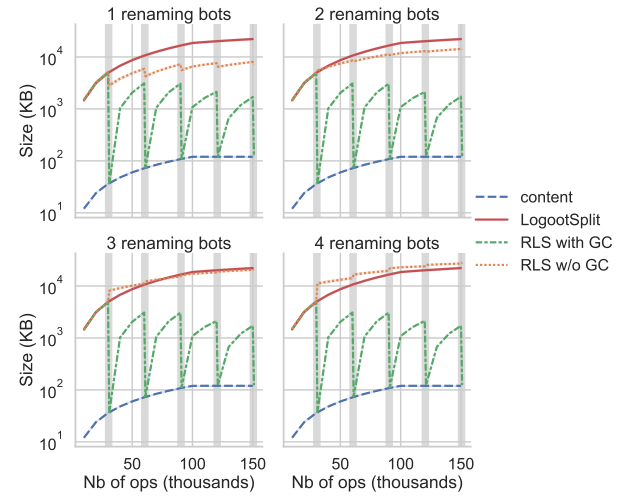 1 renaming bots
2 renaming bots
Size (KB)
10^4
10^3
10^2
10^1
content
LogootSplit
RLS with GC
RLS w/o GC
3 renaming bots
4 renaming bots
Size (KB)
10^4
10^3
10^2
10^1
50 100 150
50 100 150
Nb of ops (thousands)
Nb of ops (thousands)